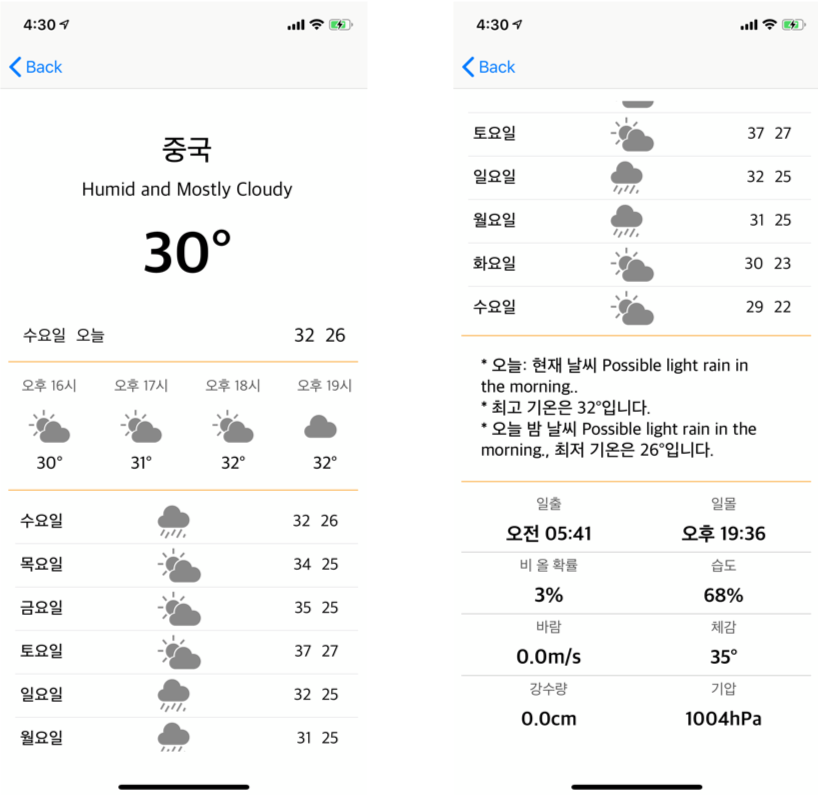 4:30
Back
중국
Humid and Mostly Cloudy
30°
수요일 오늘 32 26
오후 16시 오후 17시 오후 18시 오후 19시
30° 31° 32° 32°
수요일 32 26
목요일 34 25
금요일 35 25
토요일 37 27
일요일 32 25
월요일 31 25
4:30
Back
토요일 37 27
일요일 32 25
월요일 31 25
화요일 30 23
수요일 29 22
* 오늘: 현재 날씨 Possible light rain in
the morning..
* 최고 기온은 32°입니다.
* 오늘 밤 날씨 Possible light rain in the
morning., 최저 기온은 26°입니다.
일출 일몰
오전 05:41 오후 19:36
비 올 확률 습도
3% 68%
바람 체감
0.0m/s 35°
강수량 기압
0.0cm 1004hPa